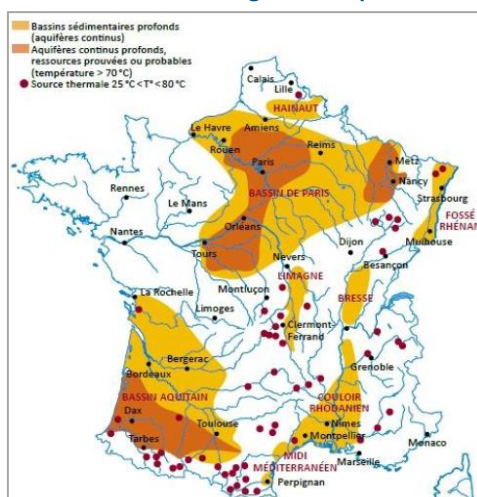 Bassins sédimentaires profonds
(aquifères continus)
Aquifères continus profonds,
ressources prouvées ou probables
(température > 70 °C)
Source thermale 25 °C < T° < 80 °C
Calais
Lille
HAINAUT
Amiens
Le Havre
Rouen
Reims
Paris
Metz
Nancy
BASSIN DE PARIS
Strasbourg
Rennes
Le Mans
FOSSÉ
RHÉNAN
Orléans
Nantes
Mulhouse
Tours
Dijon
Besançon
Nevers
LIMAGNE
Montluçon
BRESSE
La Rochelle
Limoges
Clermont-
Ferrand
Bergerac
Grenoble
Bordeaux
BASSIN AQUITAIN
COULOIR
RHODANIEN
Dax
Toulouse
Nîmes
Montpellier
Tarbes
Monaco
MIDI
MÉDITERRANÉEN
Marseille
Perpignan